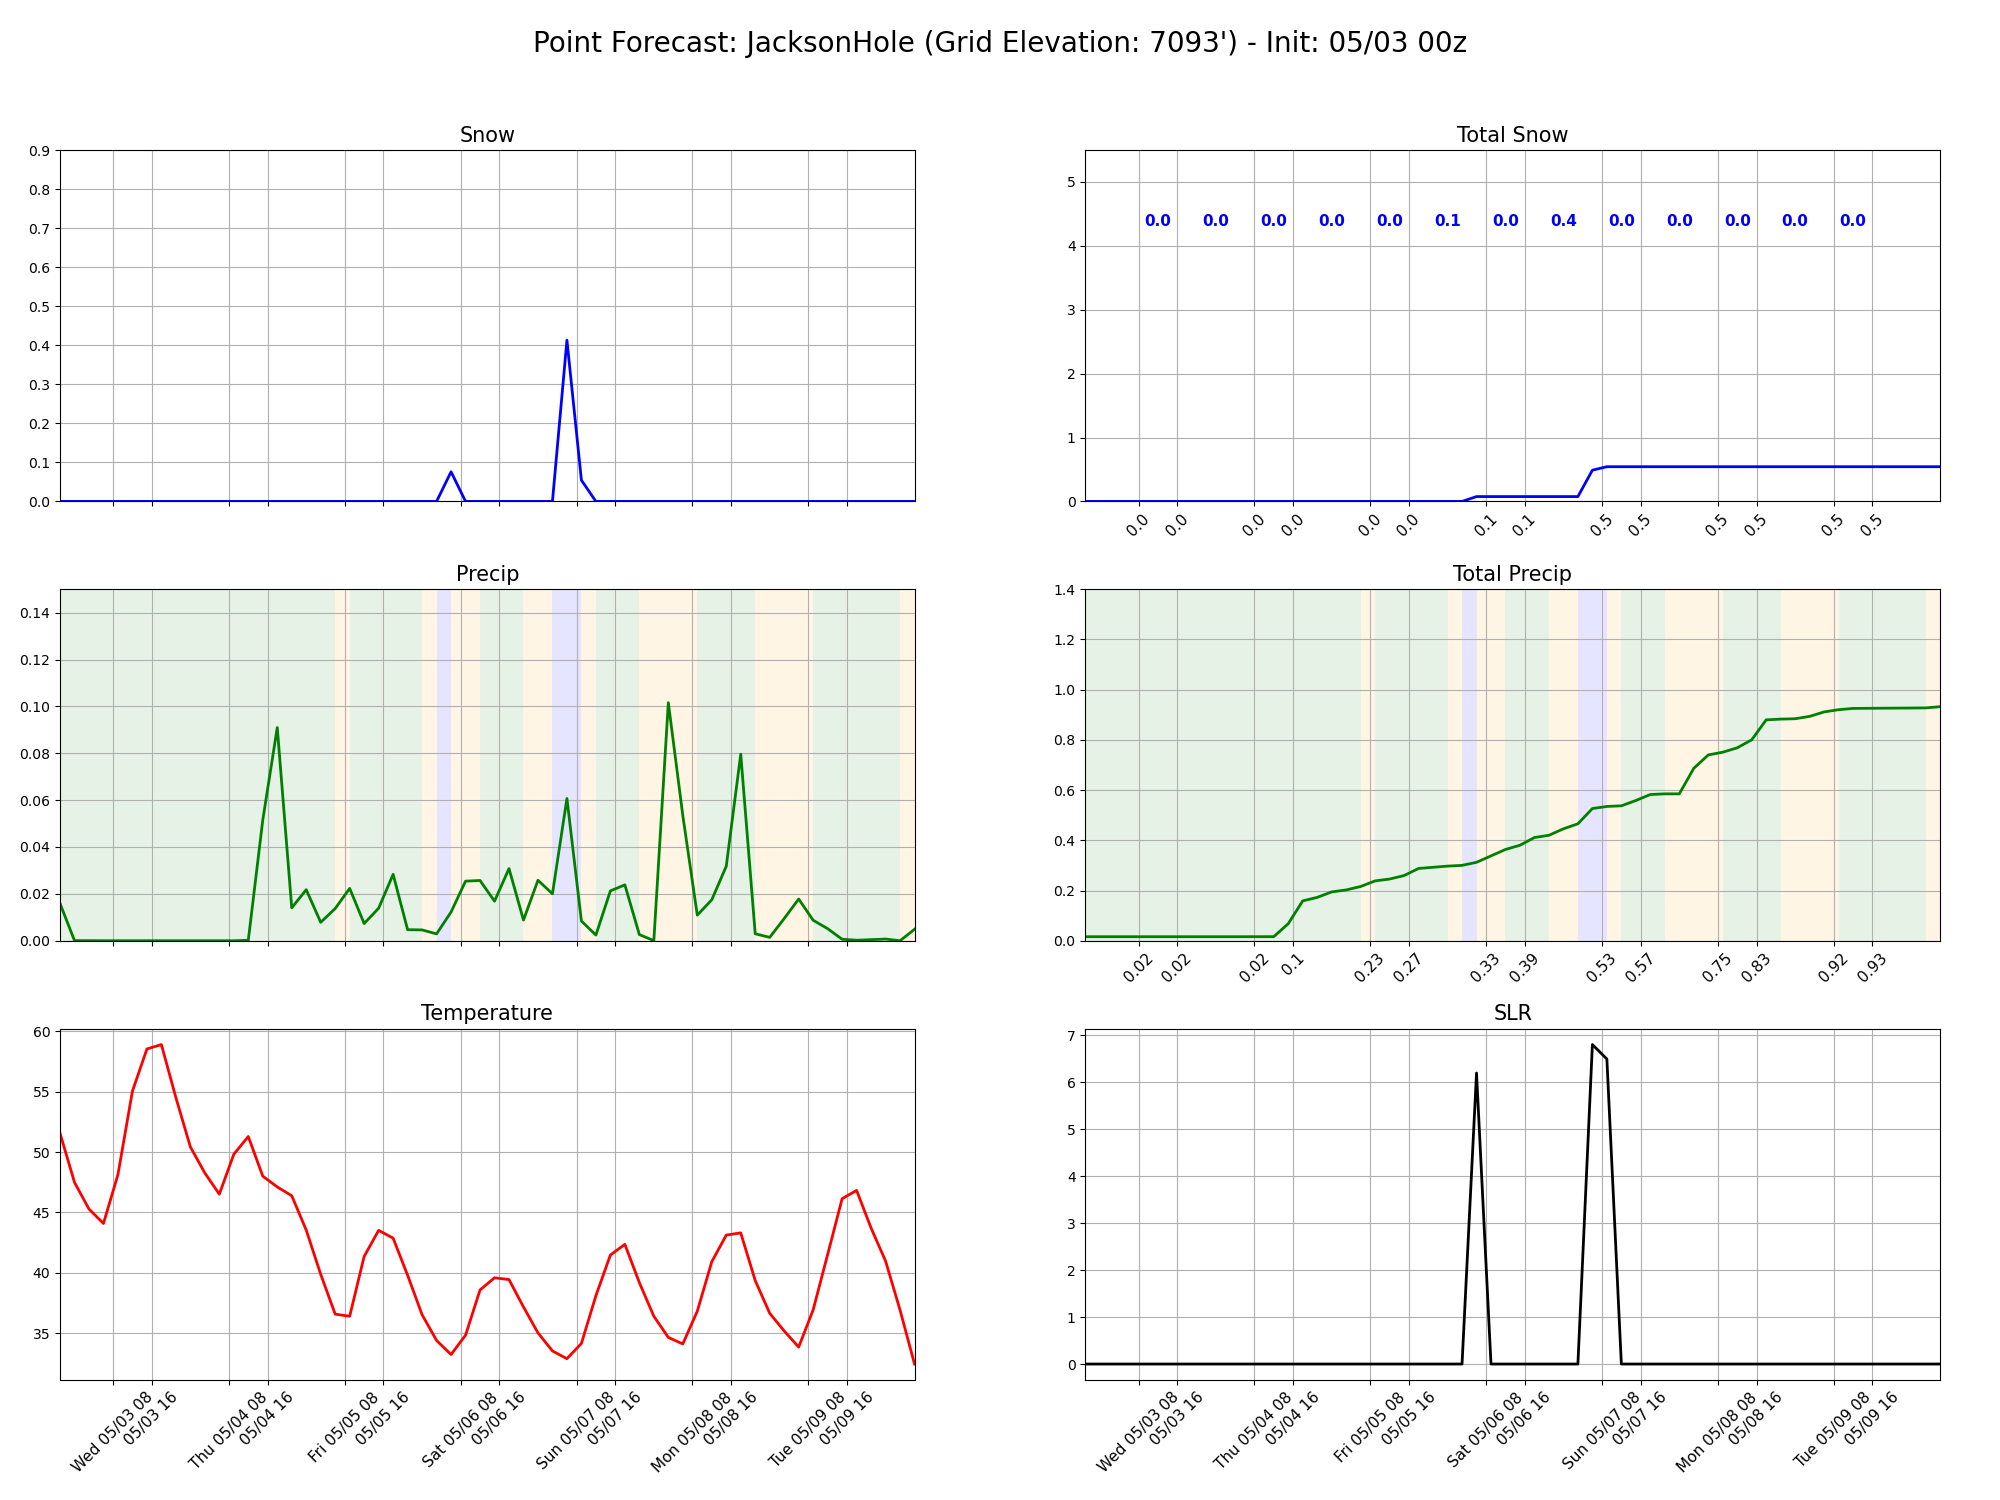 Point Forecast: JacksonHole (Grid Elevation: 7093') - Init: 05/03 00z
Snow
0.9
0.8
0.7
0.6
0.5
0.4
0.3
0.2
0.1
0.0
Total Snow
5
4
3
2
1
0
0.0 0.0 0.0 0.0 0.0 0.1 0.0 0.4 0.0 0.0 0.0 0.0 0.0
0.0 0.0 0.0 0.0 0.0 0.0 0.1 0.1 0.5 0.5 0.5 0.5 0.5 0.5
Precip
0.14
0.12
0.10
0.08
0.06
0.04
0.02
0.00
Total Precip
1.4
1.2
1.0
0.8
0.6
0.4
0.2
0.0
0.02 0.02 0.02 0.1 0.23 0.27 0.33 0.39 0.53 0.57 0.75 0.83 0.92 0.93
Temperature
60
55
50
45
40
35
Wed 05/03 08
05/03 16
Thu 05/04 08
05/04 16
Fri 05/05 08
05/05 16
Sat 05/06 08
05/06 16
Sun 05/07 08
05/07 16
Mon 05/08 08
05/08 16
Tue 05/09 08
05/09 16
SLR
7
6
5
4
3
2
1
0
Wed 05/03 08
05/03 16
Thu 05/04 08
05/04 16
Fri 05/05 08
05/05 16
Sat 05/06 08
05/06 16
Sun 05/07 08
05/07 16
Mon 05/08 08
05/08 16
Tue 05/09 08
05/09 16